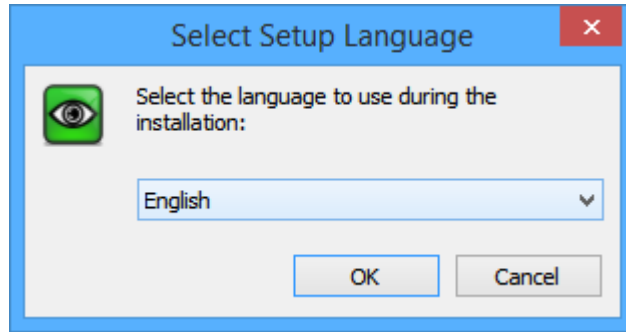 Select Setup Language
Select the language to use during the
installation:
English
OK
Cancel